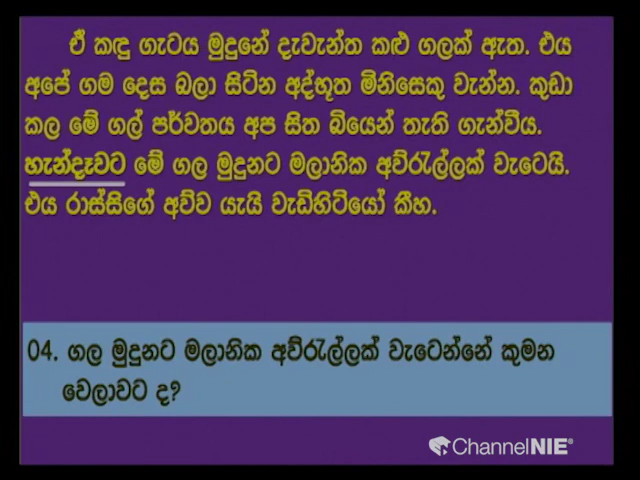 ඒ කඳු ගැටය මුදුනේ දැවැන්ත කළු ගලක් ඇත. එය
අපේ ගම දෙස බලා සිටින අද්භූත මිනිසෙකු වැන්න. කුඩා
කල මේ ගල් පර්වතය අප සිත බියෙන් තැති ගැන්වීය.
හැන්දෑවට මේ ගල මුදුනට මලානික අව්රැල්ලක් වැටෙයි.
එය රාස්සිගේ අව්ව යැයි වැඩිහිටියෝ කීහ.
04. ගල මුදුනට මලානික අව්රැල්ලක් වැටෙන්නේ කුමන
වෙලාවට ද?
ChannelNIE®